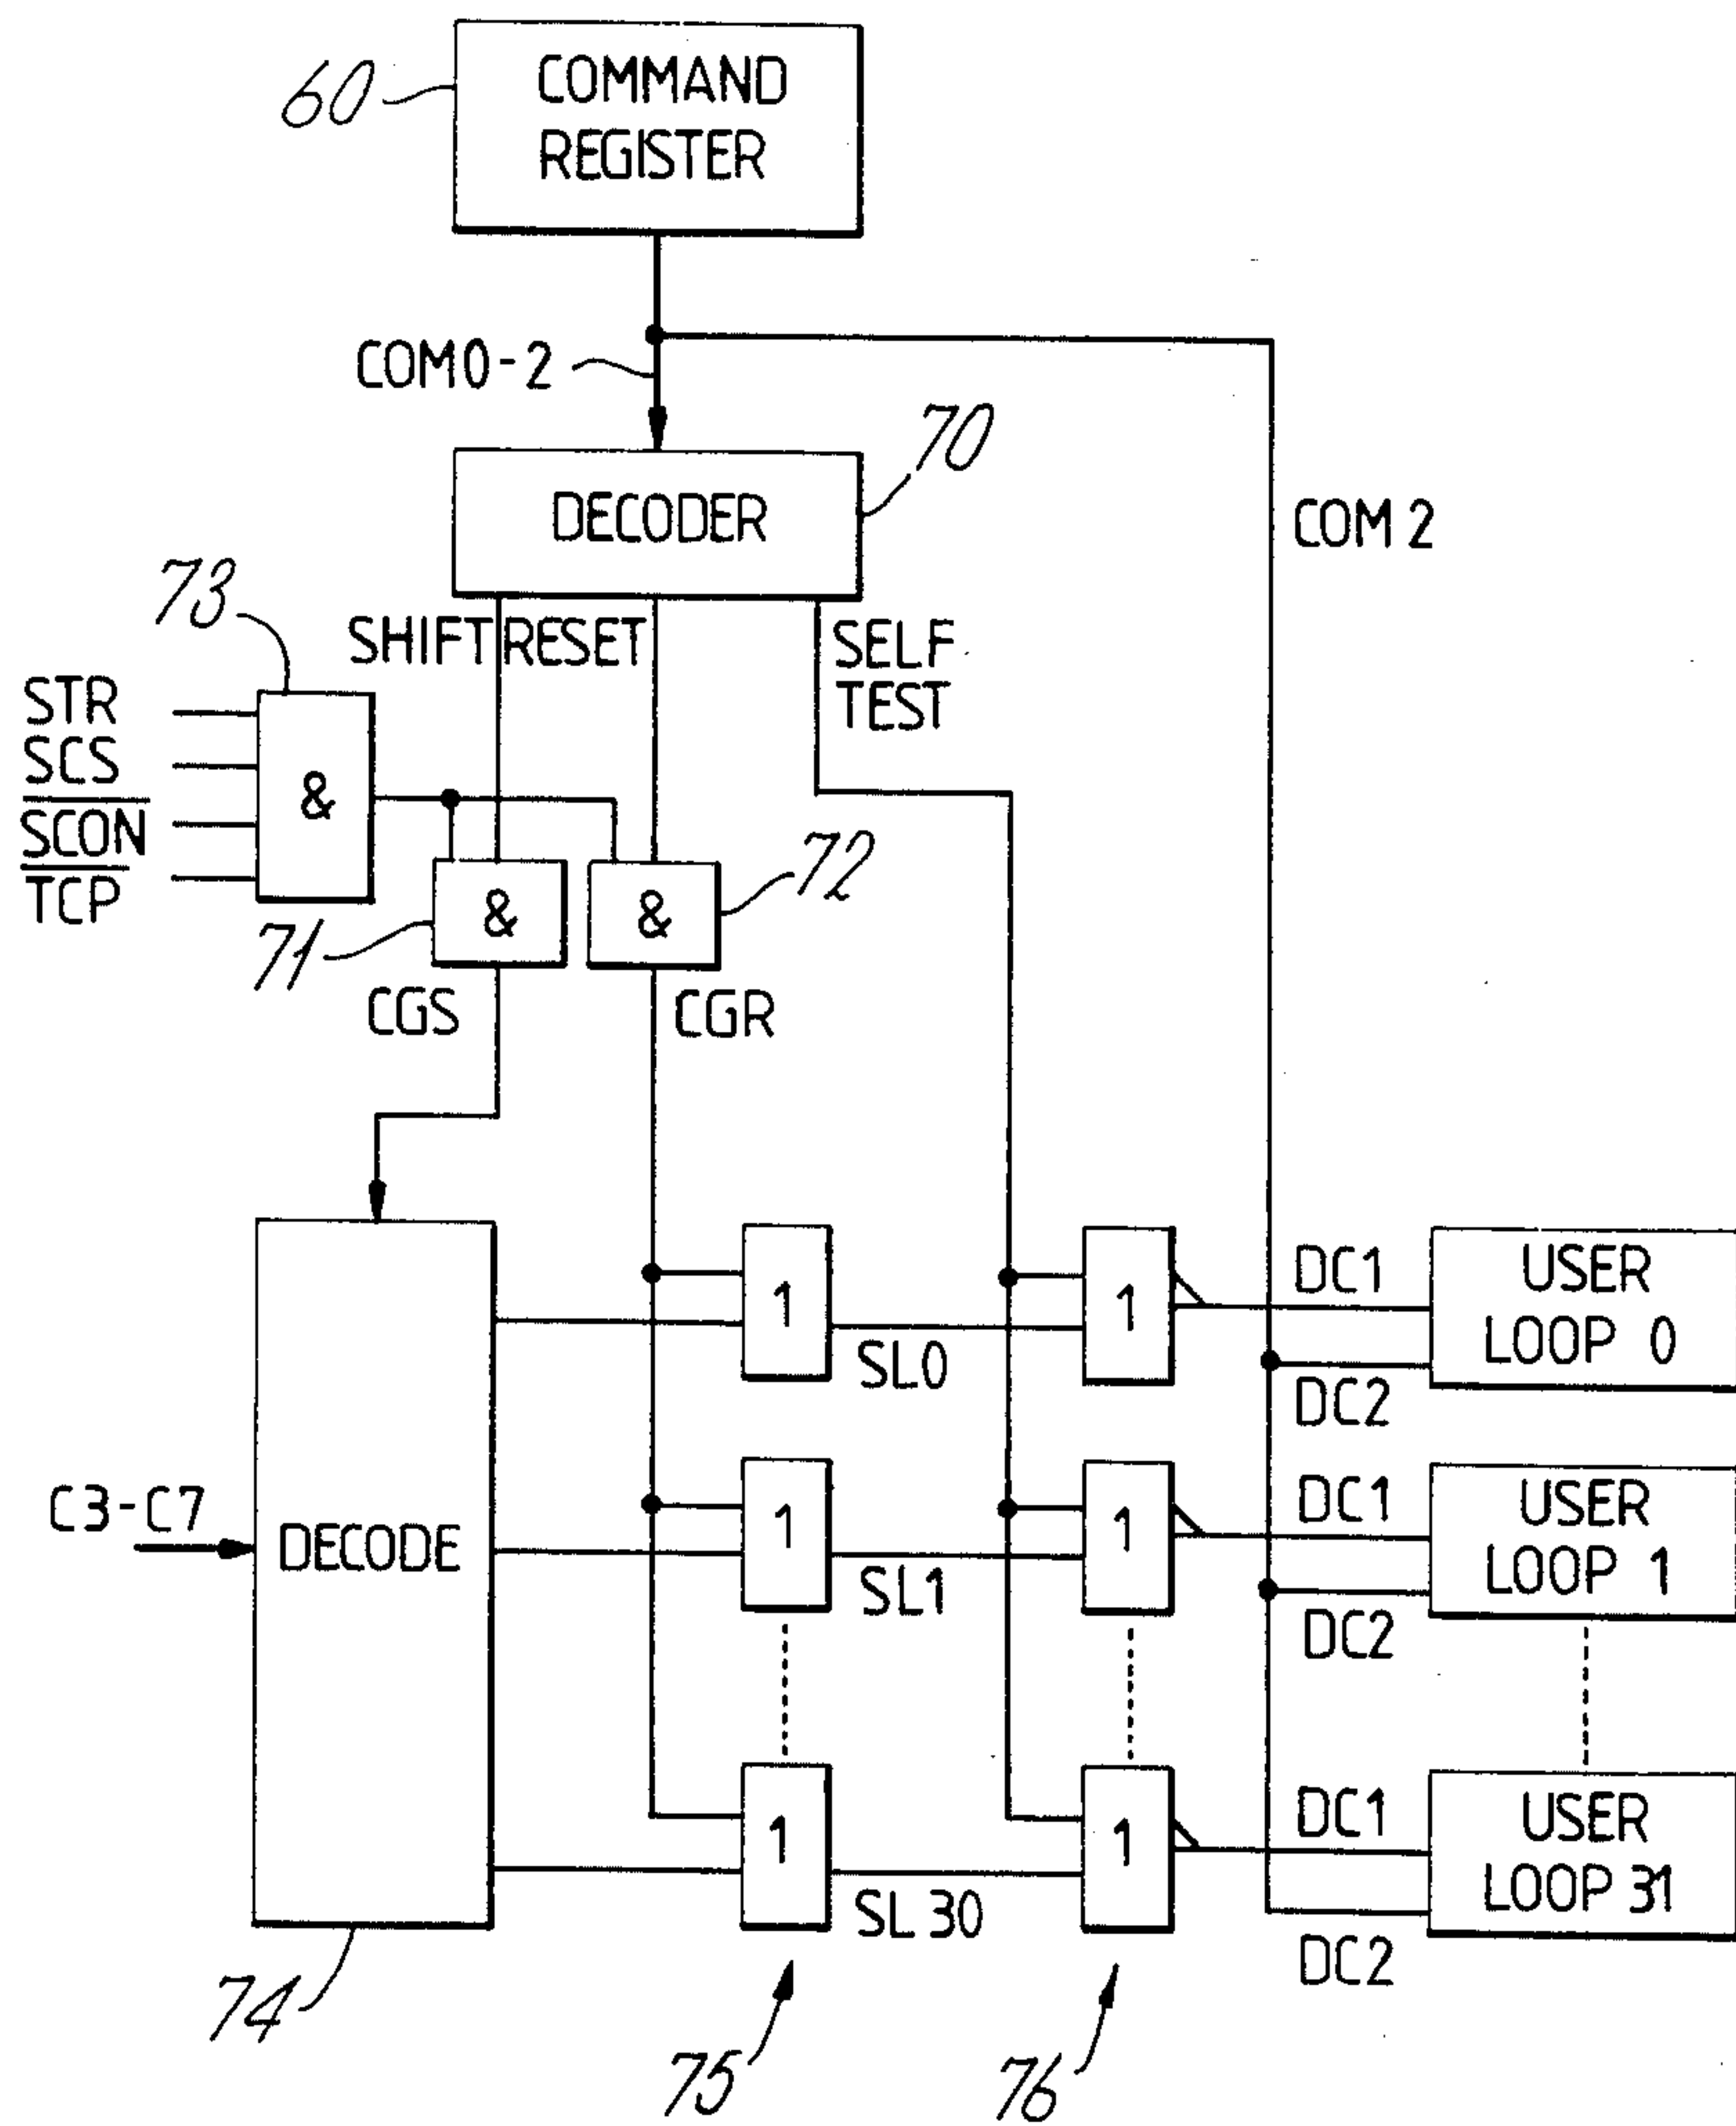 60
COMMAND
REGISTER
COM0-2
70
DECODER
COM 2
73
SHIFT RESET
SELF
TEST
STR
SCS
SCON
TCP
&
72
&
&
71
CGS
CGR
C3-C7
DECODE
1
SL0
1
DC1
DC2
USER
LOOP 0
1
SL1
1
DC1
DC2
USER
LOOP 1
1
SL30
1
DC1
DC2
USER
LOOP 31
74
75
76